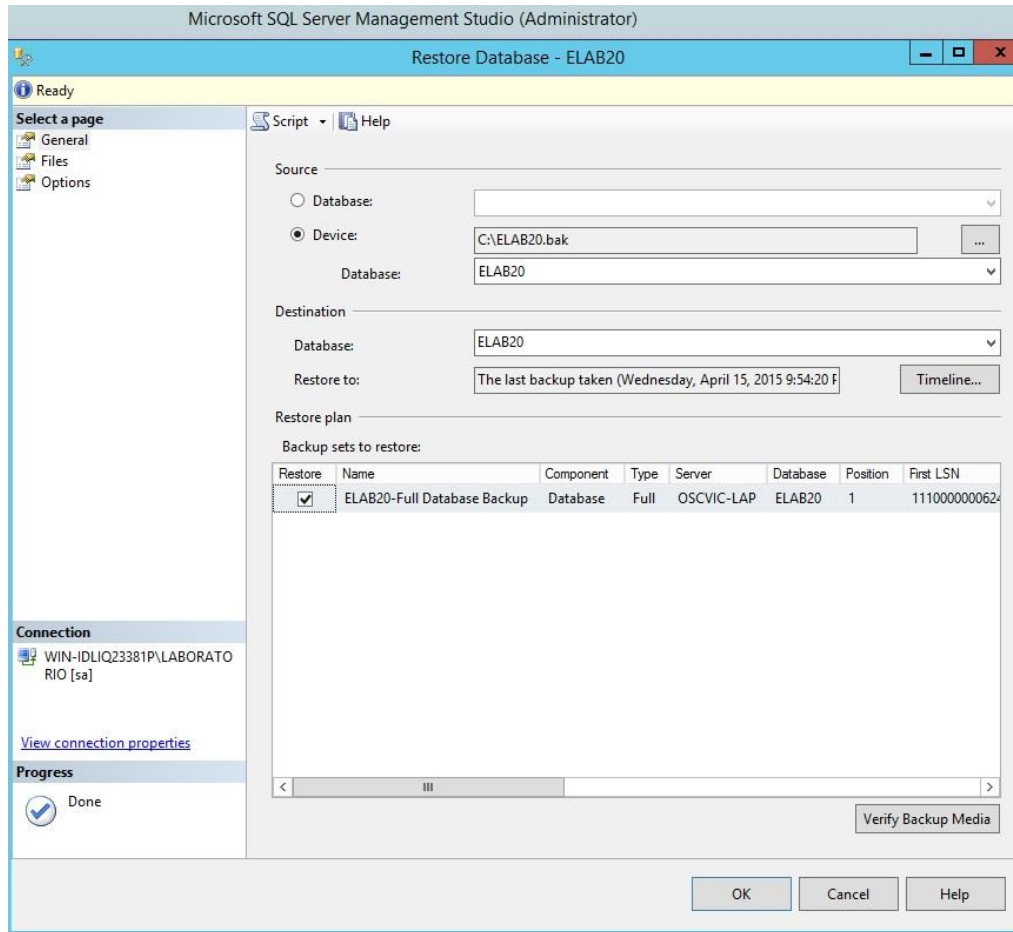 Microsoft SQL Server Management Studio (Administrator)
Restore Database - ELAB20
Ready
Select a page
General
Files
Options
Script
Help
Source
Database:
Device:
C:\ELAB20.bak
...
Database:
ELAB20
Destination
Database:
ELAB20
Restore to:
The last backup taken (Wednesday, April 15, 2015 9:54:20 P
Timeline...
Restore plan
Backup sets to restore:
Restore Name Component Type Server Database Position First LSN
ELAB20-Full Database Backup Database Full OSCVIC-LAP ELAB20 1 1110000000624
Connection
WIN-IDLIQ23381P\LABORATO
RIO [sa]
View connection properties
Progress
Done
Verify Backup Media
OK
Cancel
Help